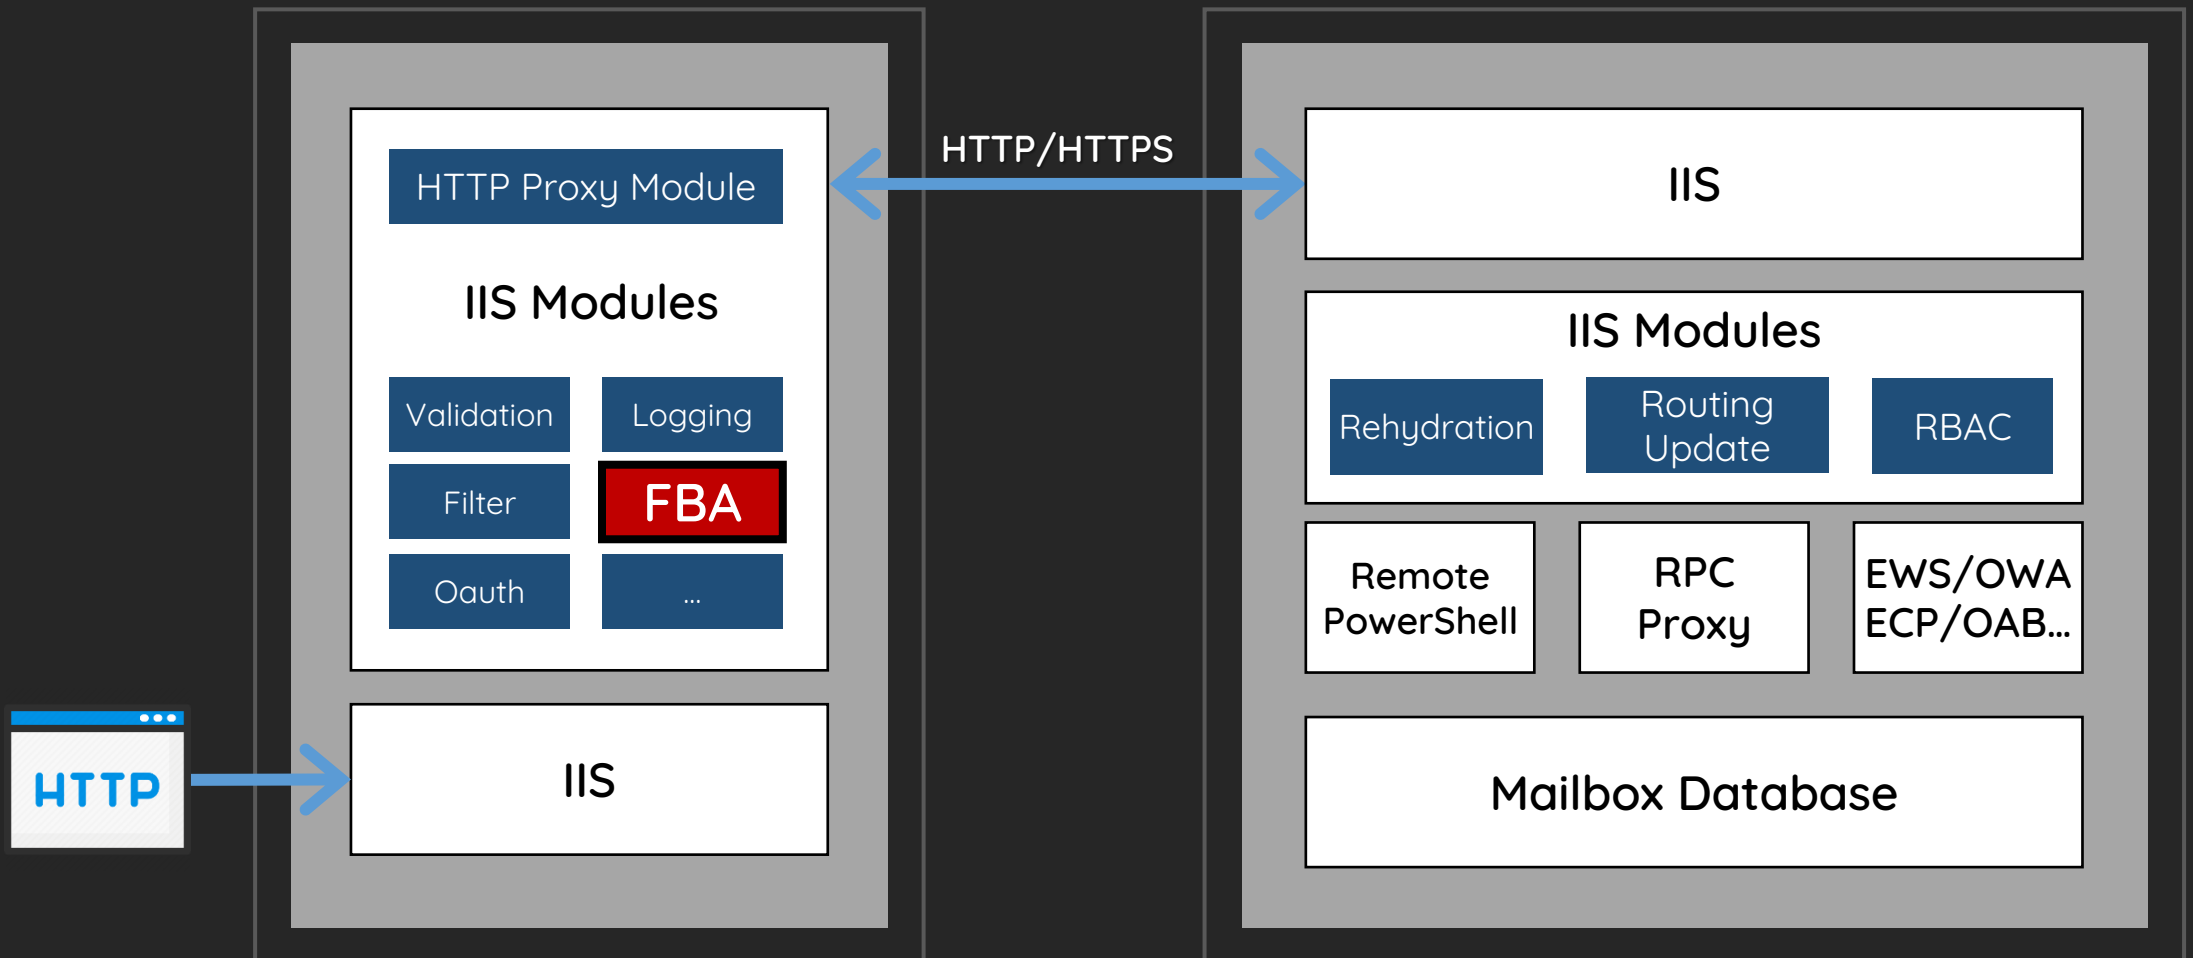 HTTP Proxy Module
IIS Modules
Validation
Logging
Filter
FBA
Oauth
...
IIS
HTTP
HTTP/HTTPS
IIS
IIS Modules
Rehydration
Routing
Update
RBAC
Remote
PowerShell
RPC
Proxy
EWS/OWA
ECP/OAB...
Mailbox Database